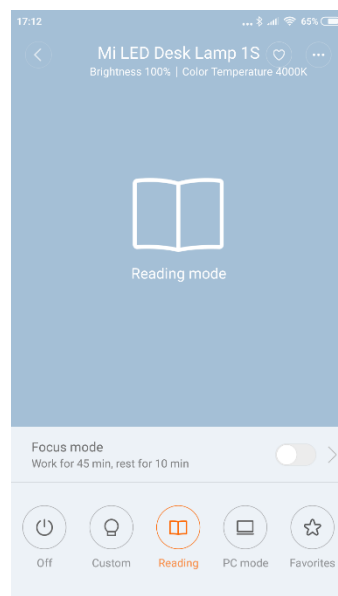 17:12
... 65%
Mi LED Desk Lamp 1S
Brightness 100% | Color Temperature 4000K
Reading mode
Focus mode
Work for 45 min, rest for 10 min
Off Custom Reading PC mode Favorites